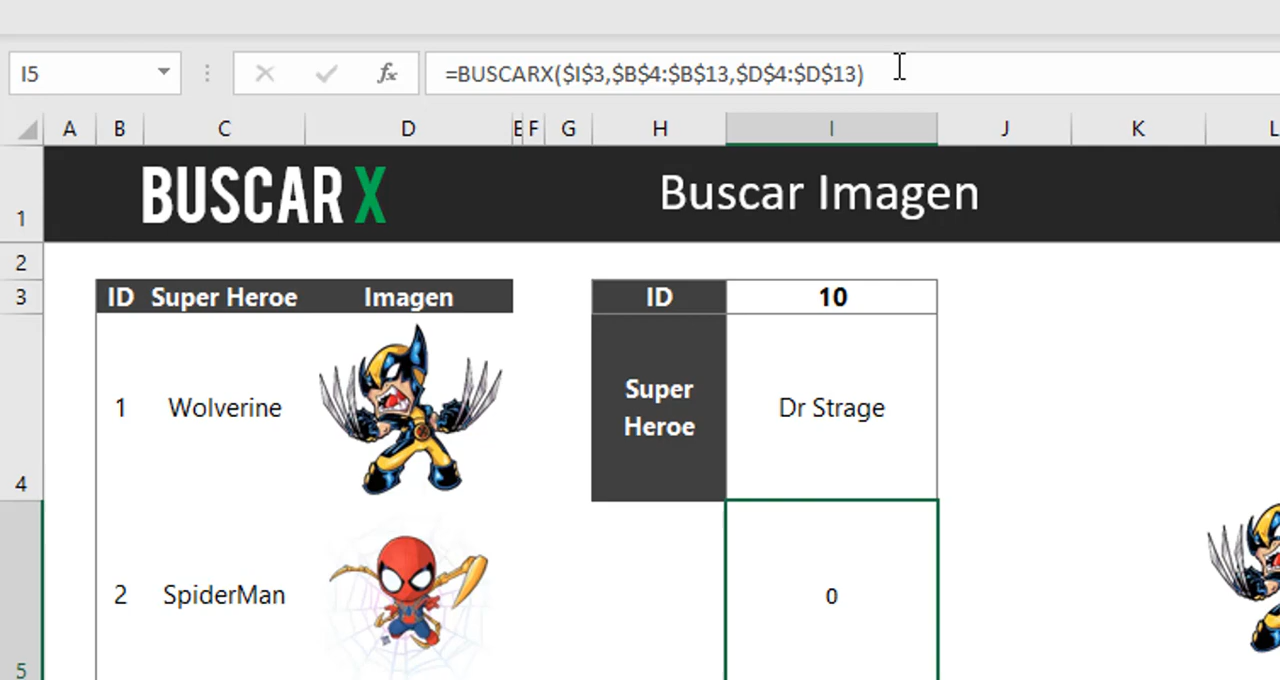 I5
fx
=BUSCARX($I$3,$B$4:$B$13,$D$4:$D$13)
A B C D E F G H I J K L
1 BUSCAR X Buscar Imagen
2
3 ID Super Heroe Imagen ID 10
4 1 Wolverine Super Dr Strage
Heroe
5 2 SpiderMan 0